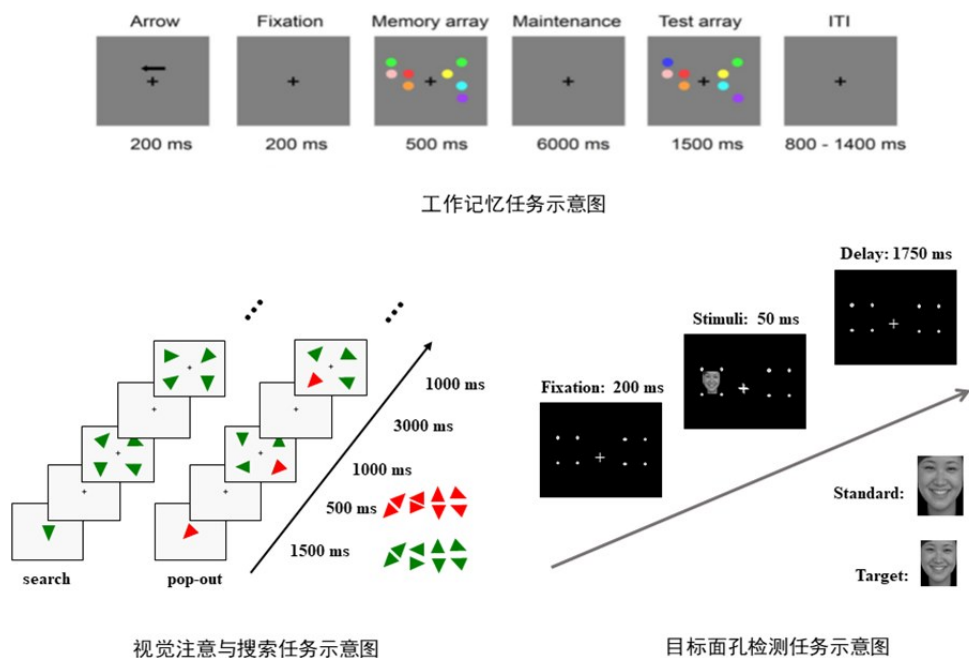 Arrow Fixation Memory array Maintenance Test array ITI
200 ms 200 ms 500 ms 6000 ms 1500 ms 800 - 1400 ms
工作记忆任务示意图
Delay: 1750 ms
Stimuli: 50 ms
Fixation: 200 ms
1000 ms
3000 ms
1000 ms
500 ms
1500 ms
search pop-out
Standard:
Target:
视觉注意与搜索任务示意图
目标面孔检测任务示意图